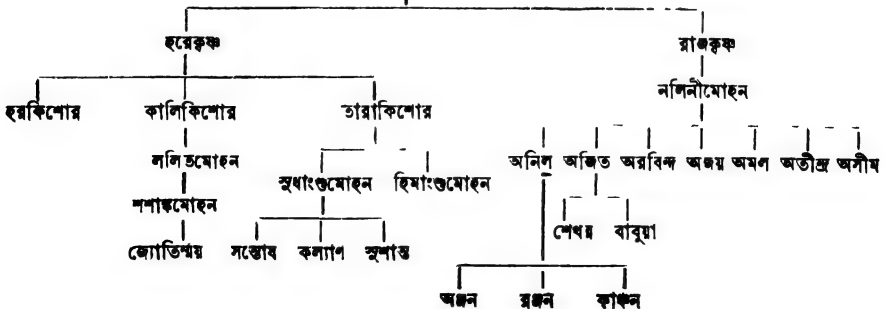 হরেকৃষ্ণ রাজকৃষ্ণ
নলিনীমোহন
হরকিশোর কালিকিশোর তারাকিশোর
ললিতমোহন অনিল অজিত অরবিন্দ অজয় অমল অতীন্দ্র অসীম
সুধাংশুমোহন হিমাংশুমোহন
শশাঙ্কমোহন
শেখর বাবুয়া
জ্যোতিন্ময় সন্তোষ কল্যাণ সুশান্ত
অঞ্জন রঞ্জন কাঞ্চন